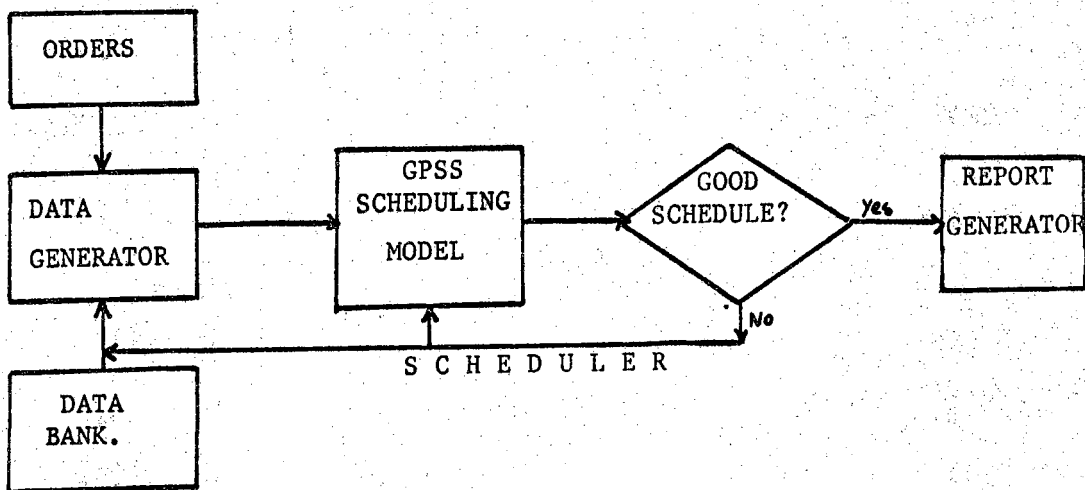 ORDERS
DATA
GENERATOR
GPSS
SCHEDULING
MODEL
GOOD
SCHEDULE?
Yes
REPORT
GENERATOR
No
S C H E D U L E R
DATA
BANK.